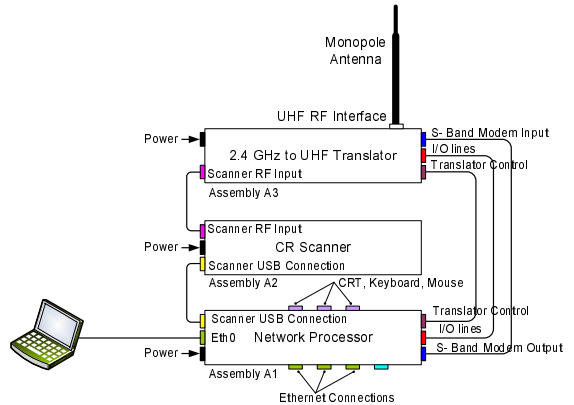 Monopole
Antenna
UHF RF Interface
Power
2.4 GHz to UHF Translator
Scanner RF Input
S- Band Modem Input
I/O lines
Translator Control
Assembly A3
Scanner RF Input
Power
CR Scanner
Scanner USB Connection
Assembly A2
CRT, Keyboard, Mouse
Scanner USB Connection
Translator Control
Eth0
Network Processor
I/O lines
Power
S- Band Modem Output
Assembly A1
Ethernet Connections